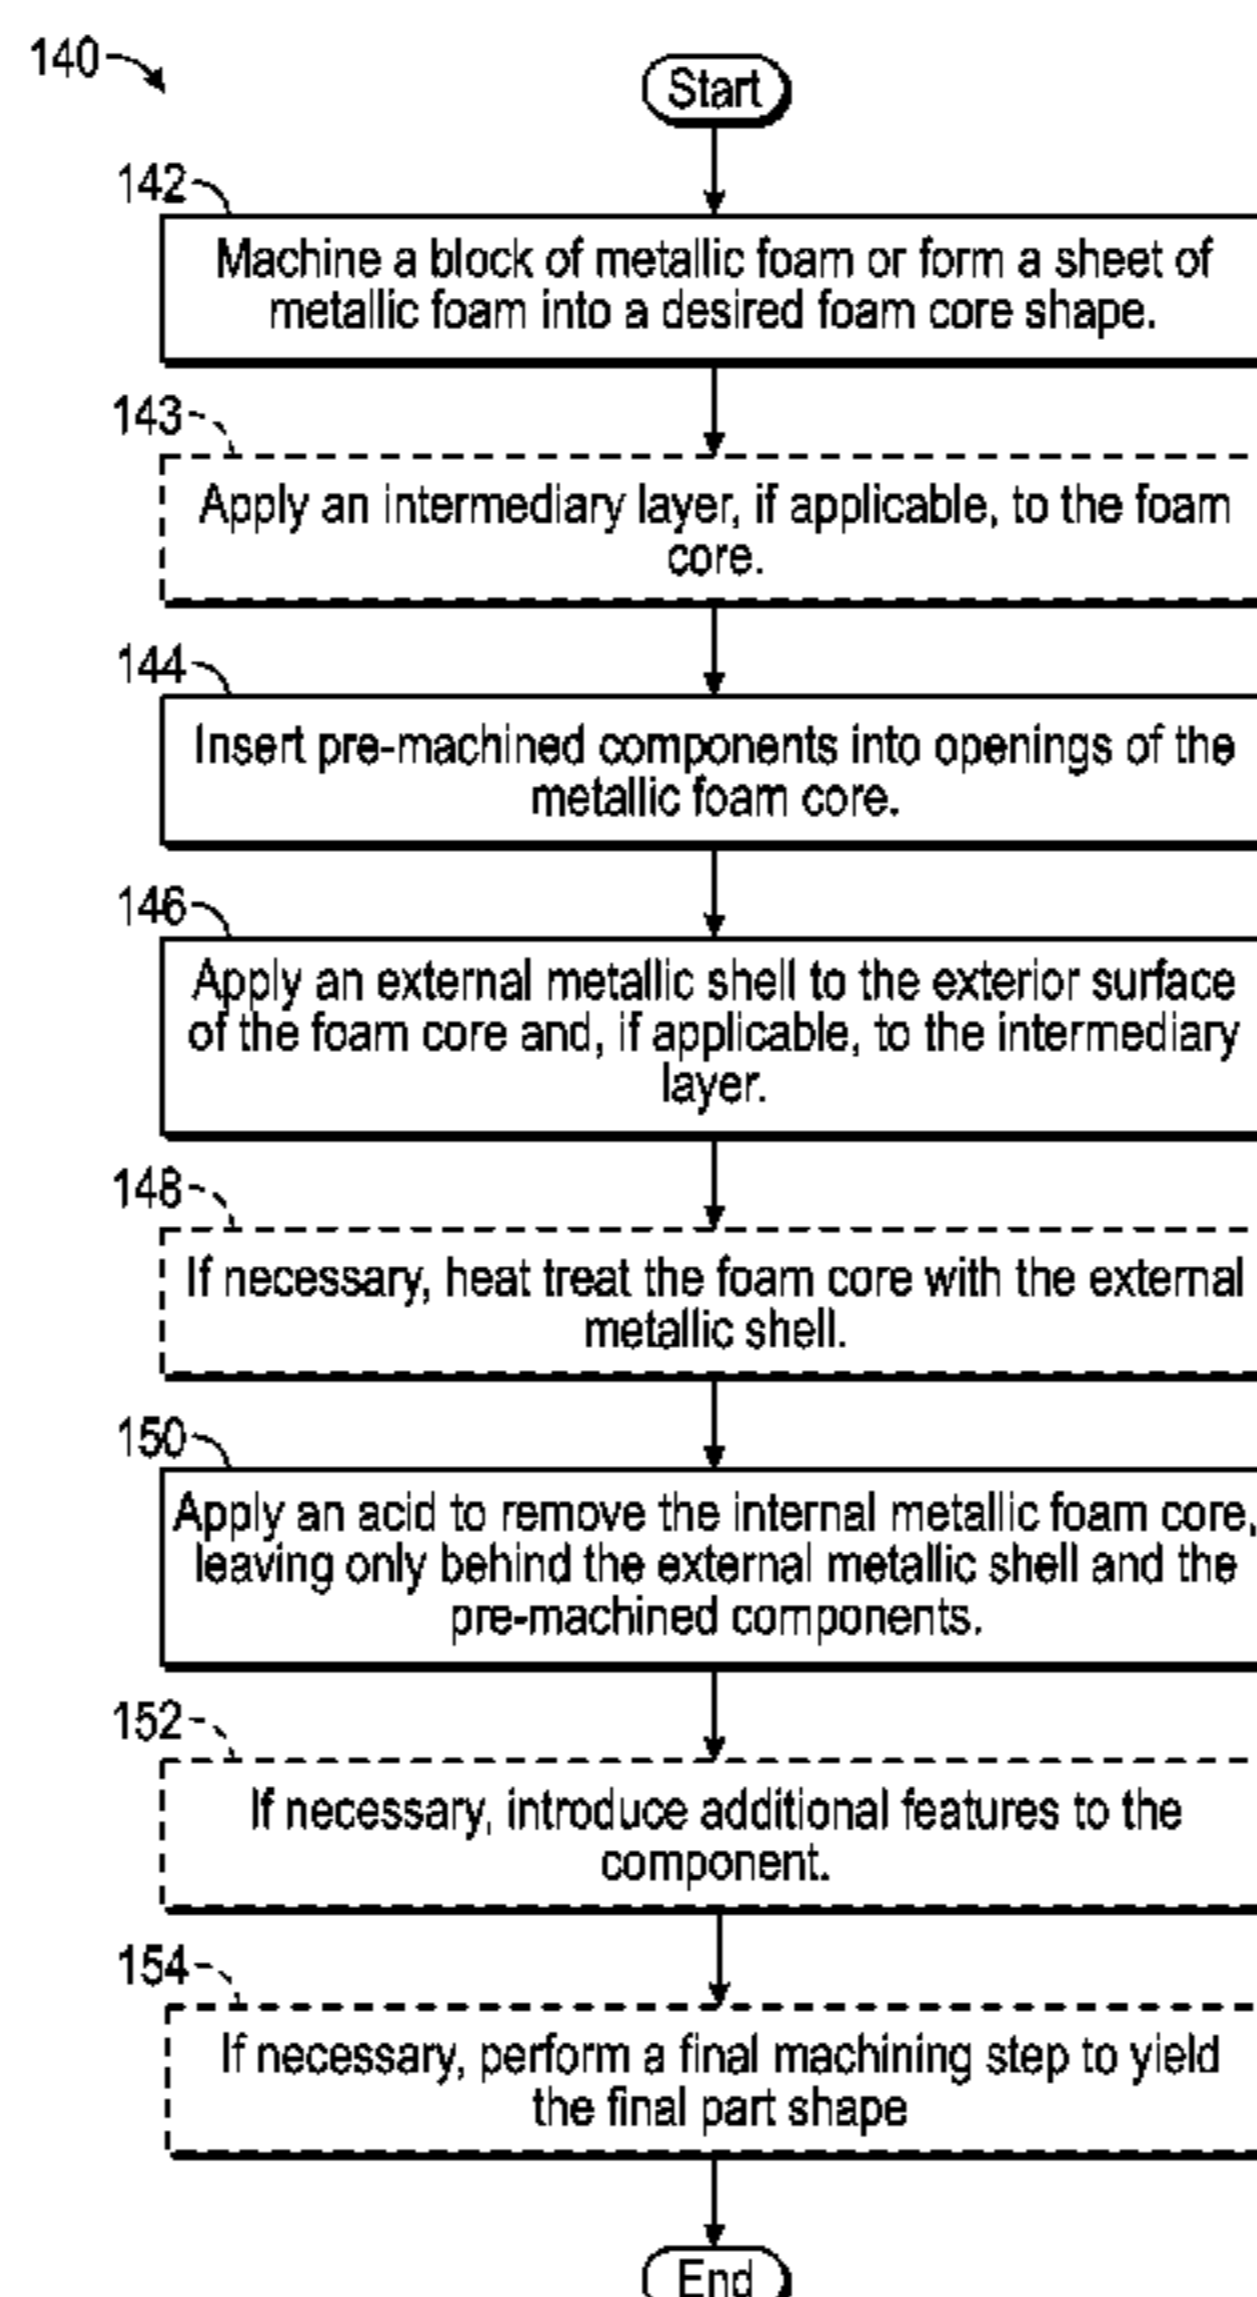 140
Start
142
Machine a block of metallic foam or form a sheet of
metallic foam into a desired foam core shape.
143
Apply an intermediary layer, if applicable, to the foam
core.
144
Insert pre-machined components into openings of the
metallic foam core.
146
Apply an external metallic shell to the exterior surface
of the foam core and, if applicable, to the intermediary
layer.
148
If necessary, heat treat the foam core with the external
metallic shell.
150
Apply an acid to remove the internal metallic foam core,
leaving only behind the external metallic shell and the
pre-machined components.
152
If necessary, introduce additional features to the
component.
154
If necessary, perform a final machining step to yield
the final part shape
End